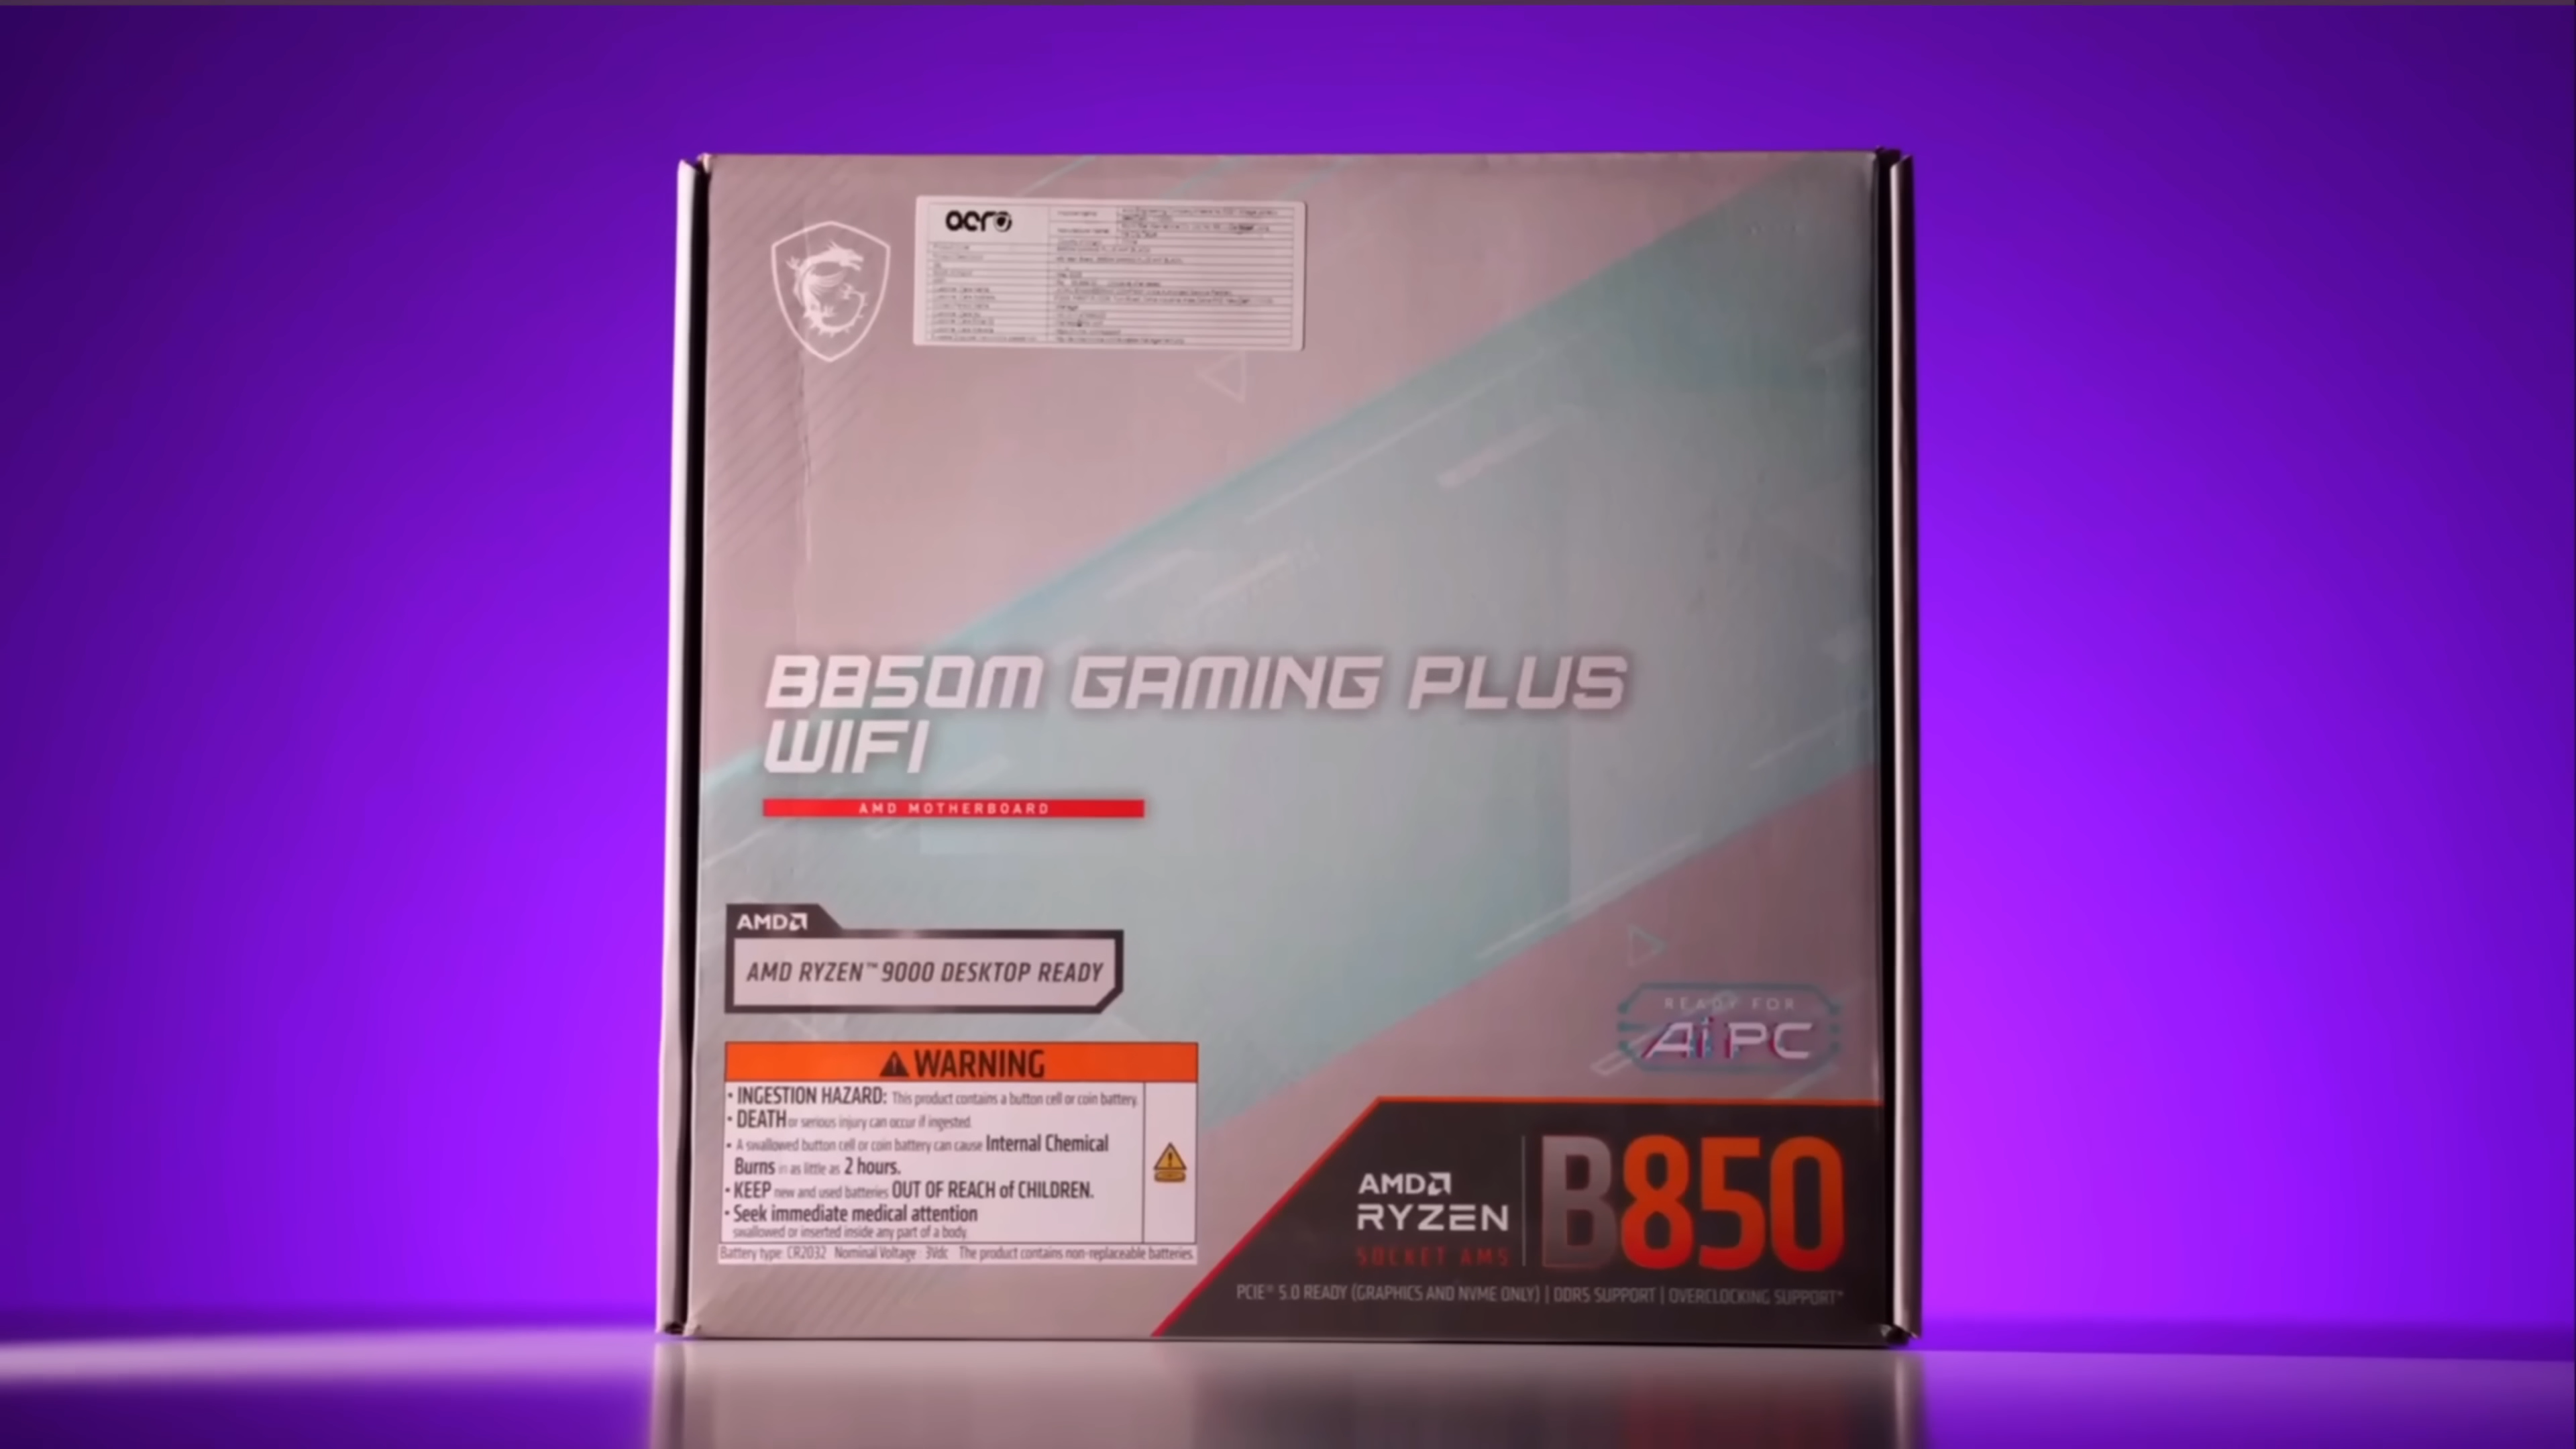 aero
B850M GAMING PLUS
WIFI
AMD MOTHERBOARD
AMD
AMD RYZEN™ 9000 DESKTOP READY
WARNING
• INGESTION HAZARD: This product contains a button cell or coin battery.
• DEATH or serious injury can occur if ingested.
• A swallowed button cell or coin battery can cause Internal Chemical
Burns in as little as 2 hours.
• KEEP new and used batteries OUT OF REACH of CHILDREN.
• Seek immediate medical attention
swallowed or inserted inside any part of a body
Battery type: CR2032 Nominal Voltage : 3Vdc The product contains non-replaceable batteries.
READY FOR
Ai PC
AMD
RYZEN
SOCKET AM5
B850
PCIE® 5.0 READY (GRAPHICS AND NVME ONLY) | DDR5 SUPPORT | OVERCLOCKING SUPPORT*